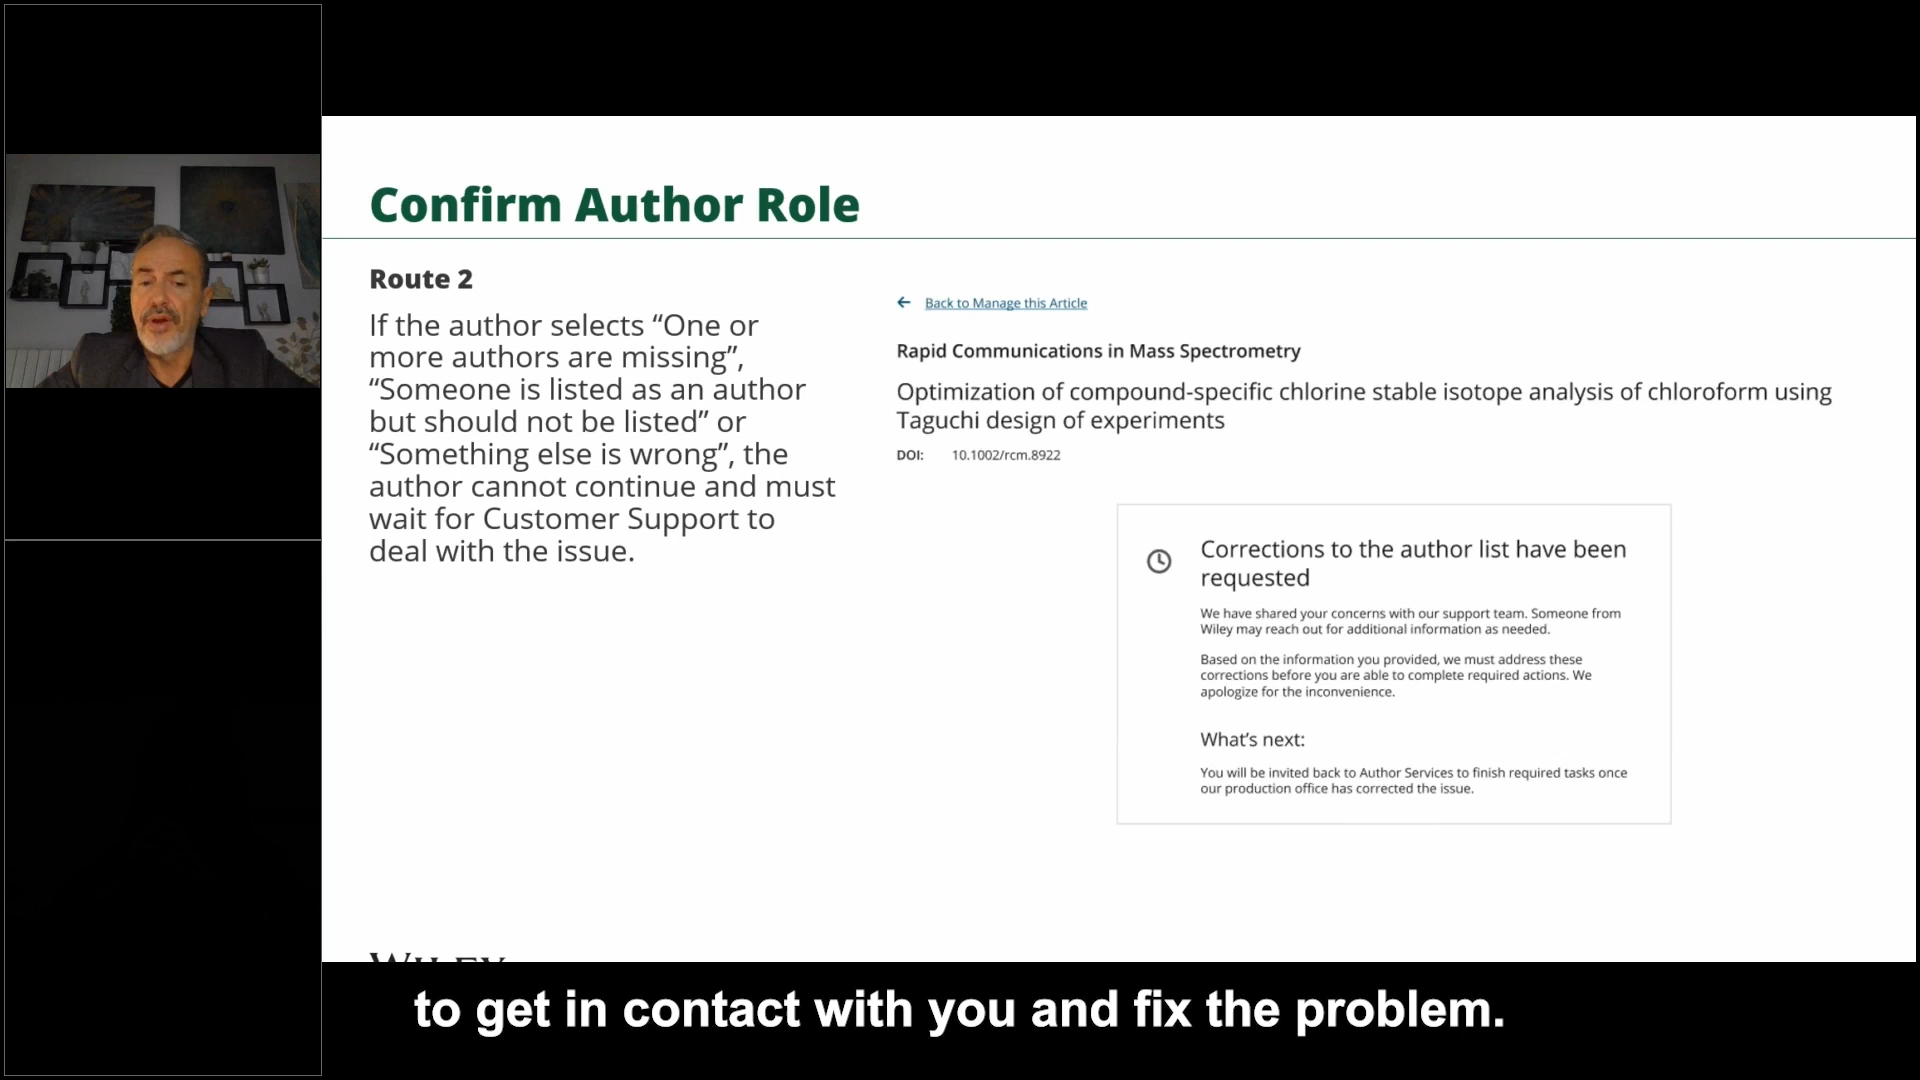 Confirm Author Role
Route 2
If the author selects “One or
more authors are missing”,
“Someone is listed as an author
but should not be listed” or
“Something else is wrong”, the
author cannot continue and must
wait for Customer Support to
deal with the issue.
← Back to Manage this Article
Rapid Communications in Mass Spectrometry
Optimization of compound-specific chlorine stable isotope analysis of chloroform using
Taguchi design of experiments
DOI: 10.1002/rcm.8922
Corrections to the author list have been
requested
We have shared your concerns with our support team. Someone from
Wiley may reach out for additional information as needed.
Based on the information you provided, we must address these
corrections before you are able to complete required actions. We
apologize for the inconvenience.
What’s next:
You will be invited back to Author Services to finish required tasks once
our production office has corrected the issue.
WILEY
to get in contact with you and fix the problem.